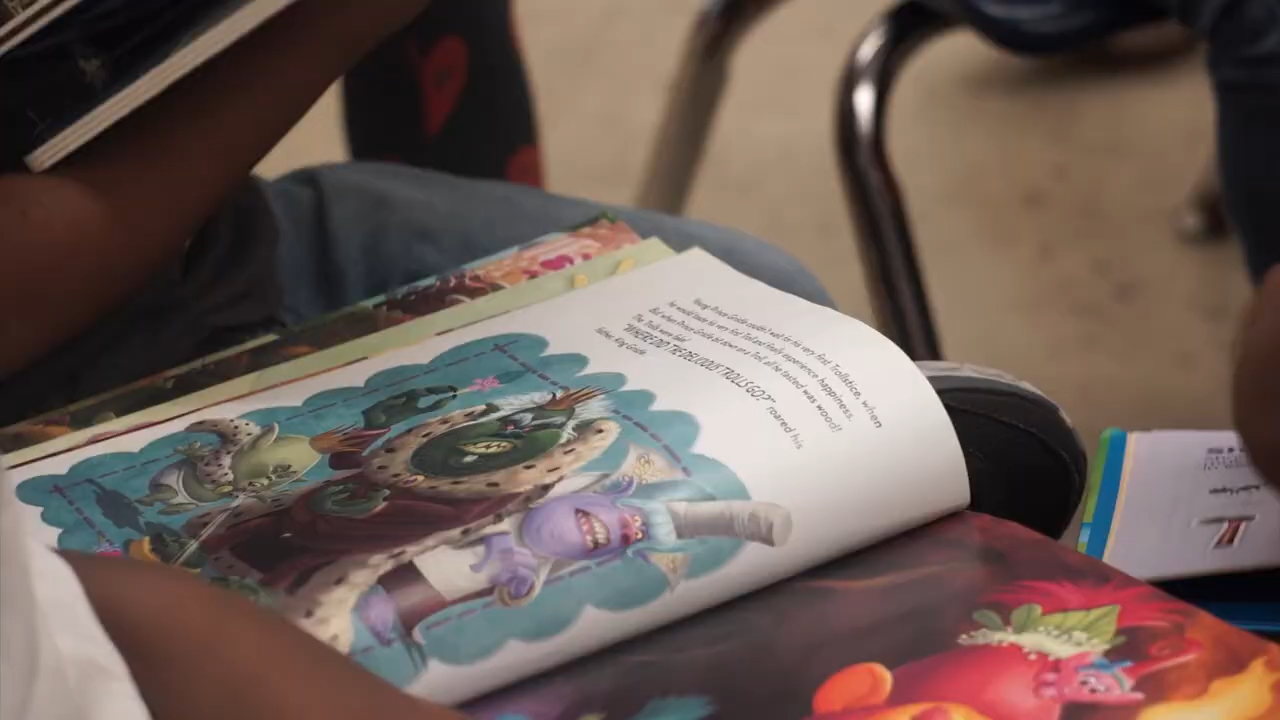 Young Prince Gristle couldn't wait for his very first Trollstice, when
he would taste his very first Troll and finally experience happiness.
But when Prince Gristle bit down on a Troll, all he tasted was wood!
The Trolls were fake!
"WHERE DID THE DELICIOUS TROLLS GO?" roared his
father, King Gristle.